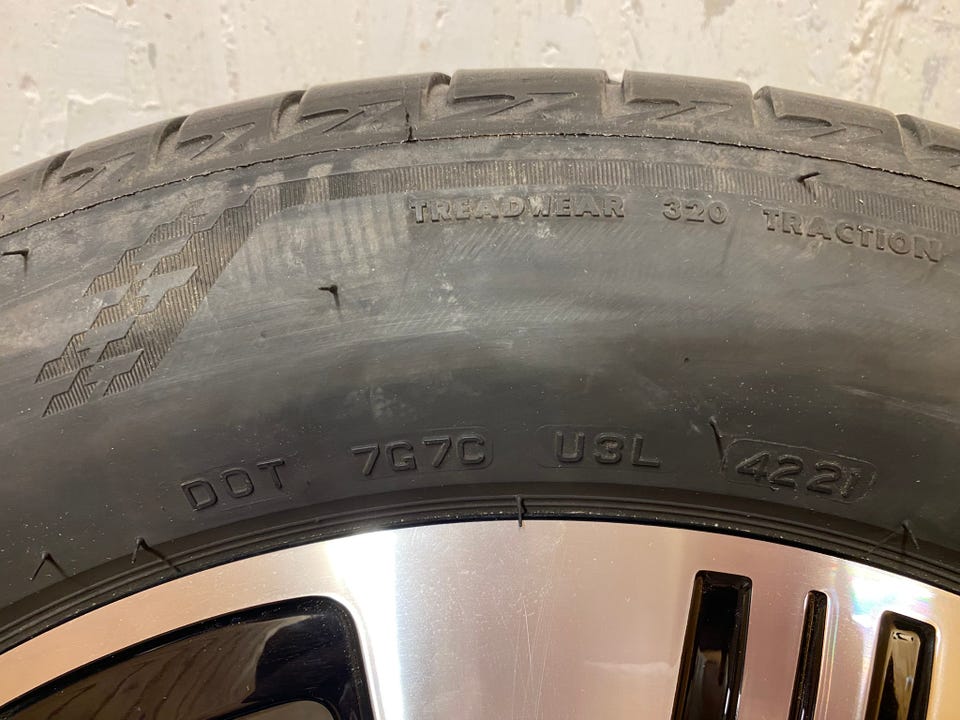 TREADWEAR 320 TRACTION
DOT 7G7C U3L 4221